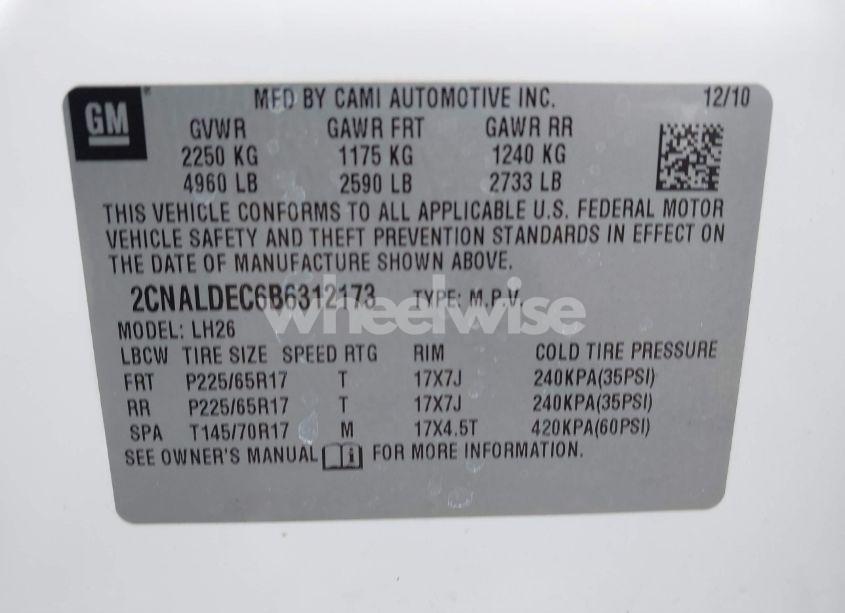 GM MFD BY CAMI AUTOMOTIVE INC. 12/10
GVWR GAWR FRT GAWR RR
2250 KG 1175 KG 1240 KG
4960 LB 2590 LB 2733 LB
THIS VEHICLE CONFORMS TO ALL APPLICABLE U.S. FEDERAL MOTOR
VEHICLE SAFETY AND THEFT PREVENTION STANDARDS IN EFFECT ON
THE DATE OF MANUFACTURE SHOWN ABOVE.
2CNALDEC6B6312173 TYPE: M.P.V.
wheelwise
MODEL: LH26
LBCW TIRE SIZE SPEED RTG RIM COLD TIRE PRESSURE
FRT P225/65R17 T 17X7J 240KPA(35PSI)
RR P225/65R17 T 17X7J 240KPA(35PSI)
SPA T145/70R17 M 17X4.5T 420KPA(60PSI)
SEE OWNER'S MANUAL i FOR MORE INFORMATION.